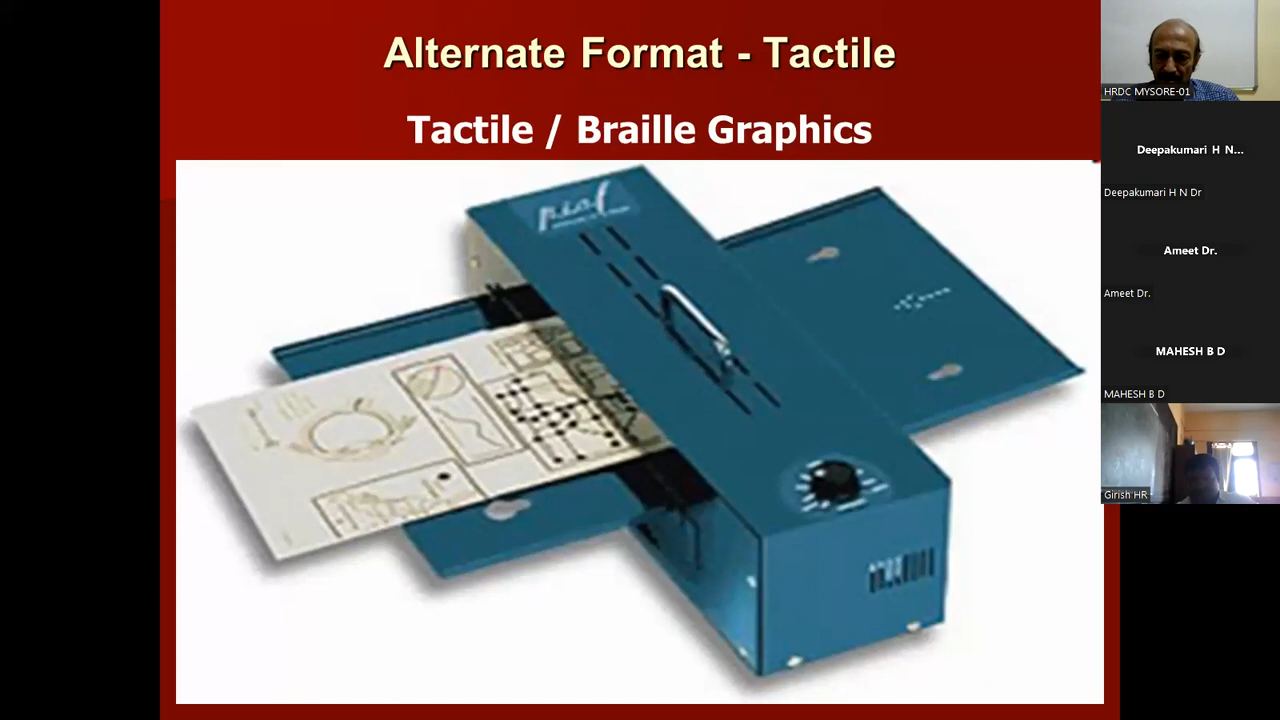 Alternate Format - Tactile
Tactile / Braille Graphics
piaf
HRDC MYSORE-01
Deepakumari H N...
Deepakumari H N Dr
Ameet Dr.
Ameet Dr.
MAHESH B D
MAHESH B D
Girish HR